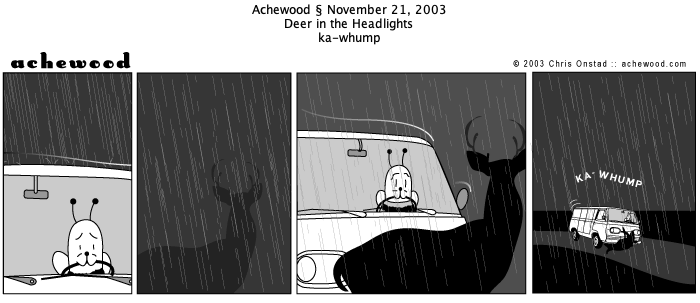 Achewood § November 21, 2003
Deer in the Headlights
ka-whump
achewood
© 2003 Chris Onstad :: achewood.com
KA-WHUMP